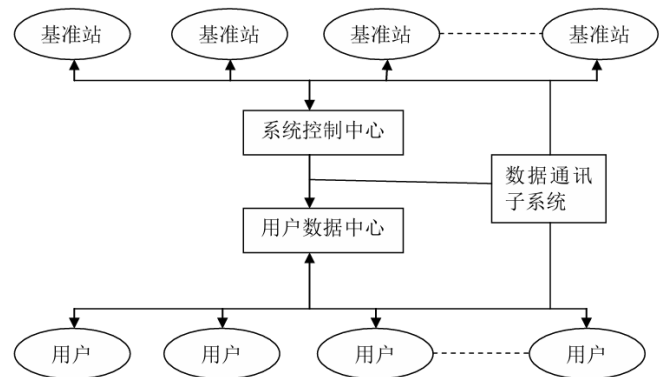 基准站
基准站
基准站
基准站
系统控制中心
数据通讯
子系统
用户数据中心
用户
用户
用户
用户